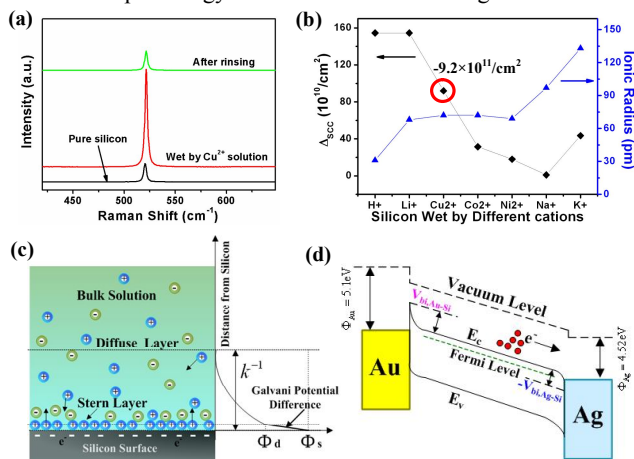 (a)
After rinsing
Wet by Cu²⁺ solution
Pure silicon
Intensity (a.u.)
450 500 550 600
Raman Shift (cm⁻¹)
(b)
-9.2×10¹¹/cm²
Δscc (10¹⁰/cm²)
160
120
80
40
0
150
120
90
60
30
0
Ionic Radius (pm)
H+ Li+ Cu2+ Co2+ Ni2+ Na+ K+
Silicon Wet by Different cations
(c)
Bulk Solution
Diffuse Layer
Stern Layer
e⁻ e⁻
Silicon Surface
Distance from Silicon
k⁻¹
Galvani Potential
Difference
Φd Φs
(d)
ΦAu = 5.1eV
Vbi,Au-Si
Vacuum Level
Ec
e⁻
Fermi Level
-Vbi,Ag-Si
Ev
Au
Ag
ΦAg = 4.52eV